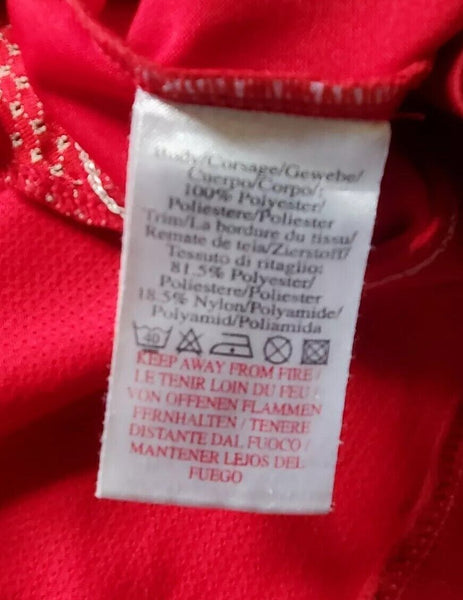 Body/Corsage/Gewebe/
Cuerpo/Corpo/:
100% Polyester/
Poliestere/Poliester
Trim/La bordure du tissu/
Remate de teia/Zierstoff/
Tessuto di ritaglio:
81.5% Polyester/
Poliestere/Poliester
18.5% Nylon/Polyamide/
Polyamid/Poliamida
40
KEEP AWAY FROM FIRE /
LE TENIR LOIN DU FEU /
VON OFFENEN FLAMMEN
FERNHALTEN / TENERE
DISTANTE DAL FUOCO /
MANTENER LEJOS DEL
FUEGO